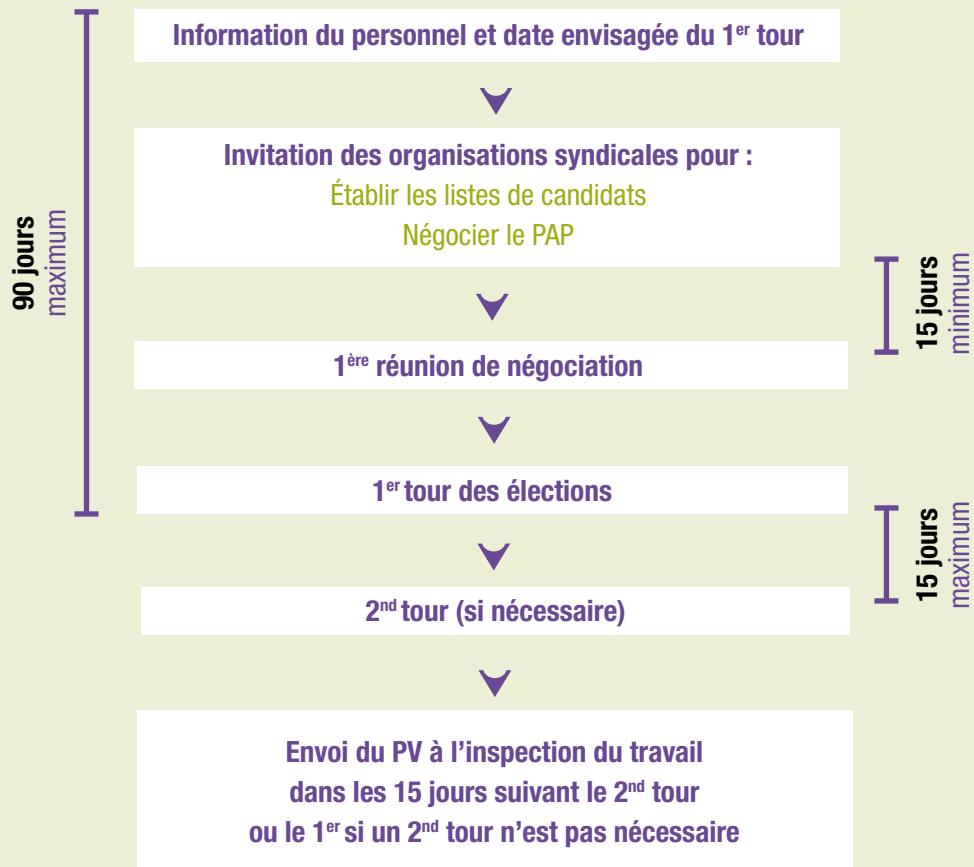 Information du personnel et date envisagée du 1er tour
Invitation des organisations syndicales pour :
Établir les listes de candidats
Négocier le PAP
90 jours
maximum
15 jours
minimum
1ère réunion de négociation
1er tour des élections
15 jours
maximum
2nd tour (si nécessaire)
Envoi du PV à l'inspection du travail
dans les 15 jours suivant le 2nd tour
ou le 1er si un 2nd tour n'est pas nécessaire